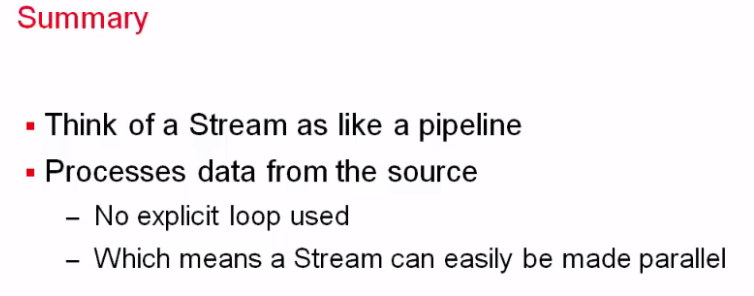 Summary
▪ Think of a Stream as like a pipeline
▪ Processes data from the source
– No explicit loop used
– Which means a Stream can easily be made parallel